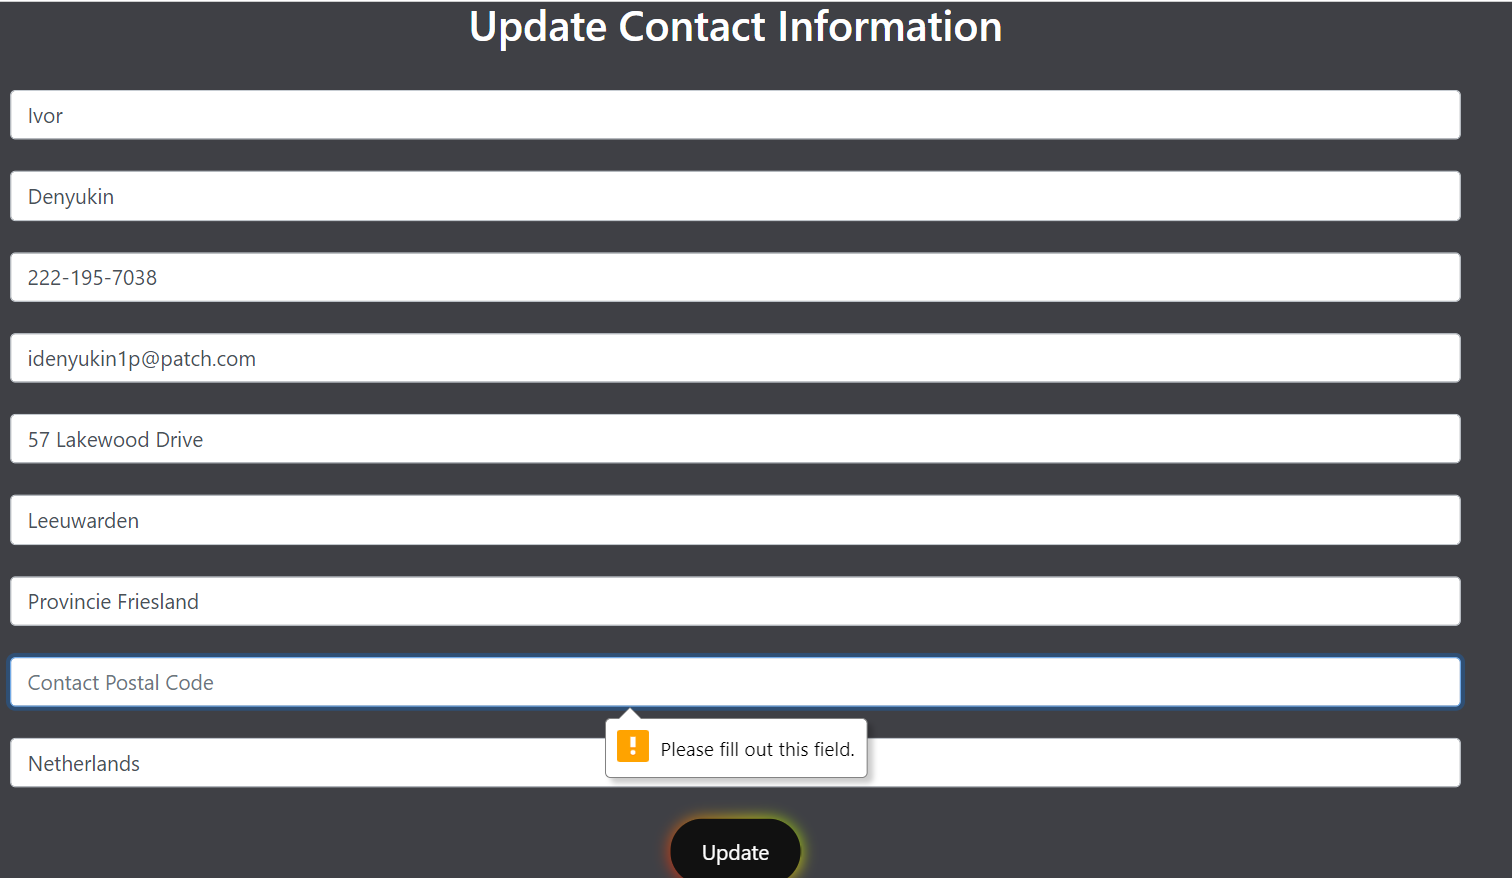 Update Contact Information
Ivor
Denyukin
222-195-7038
idenyukin1p@patch.com
57 Lakewood Drive
Leeuwarden
Provincie Friesland
Contact Postal Code
Please fill out this field.
Netherlands
Update